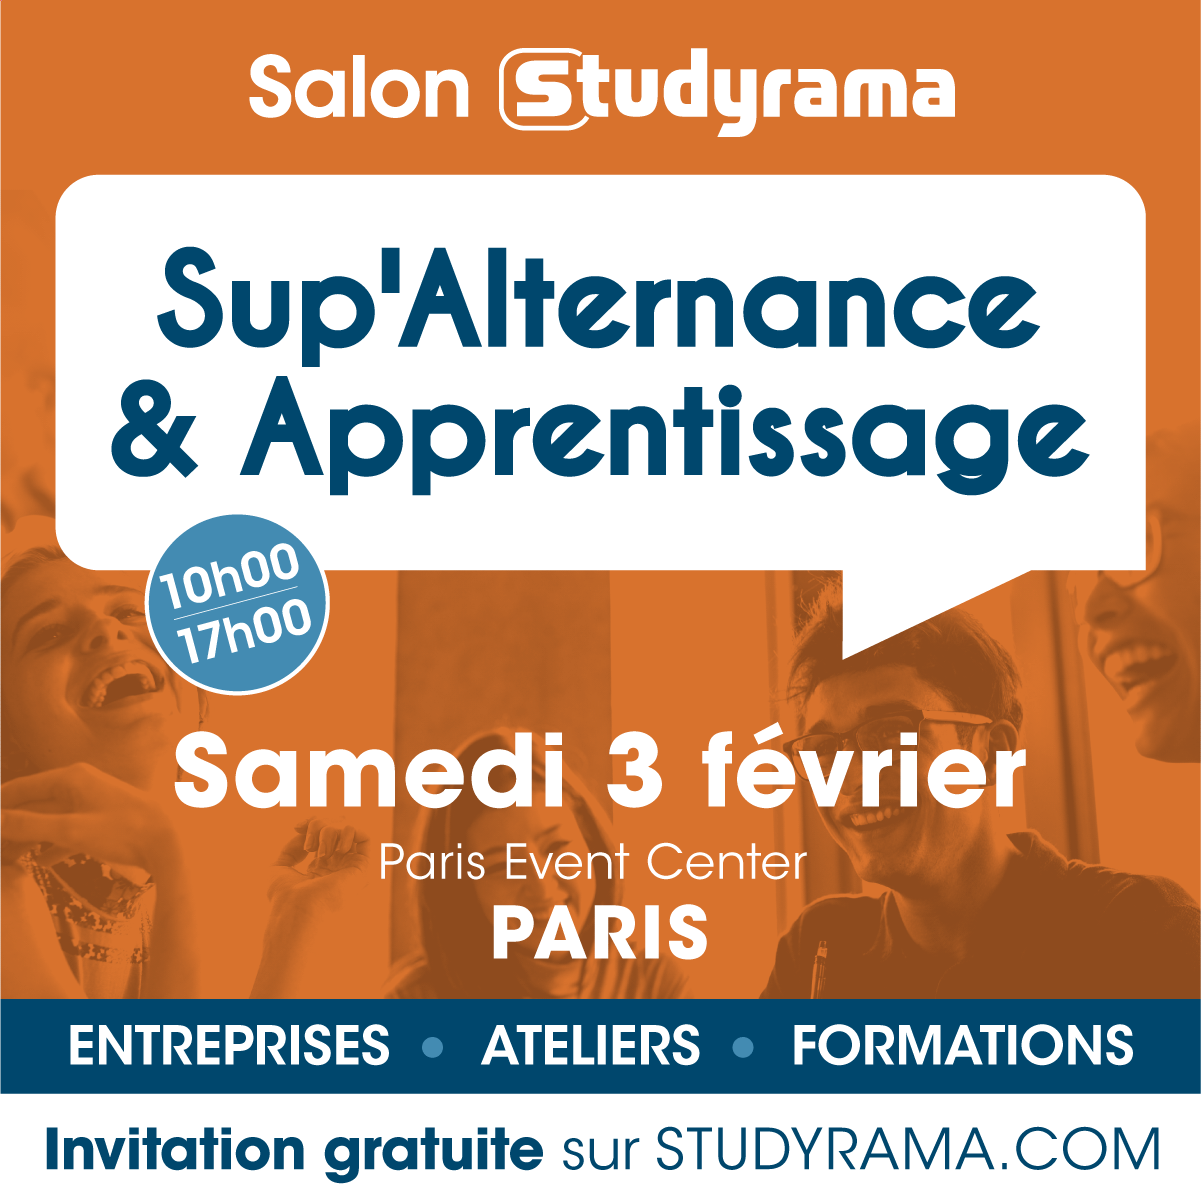 Salon Studyrama
Sup'Alternance
& Apprentissage
10h00
17h00
Samedi 3 février
Paris Event Center
PARIS
ENTREPRISES • ATELIERS • FORMATIONS
Invitation gratuite sur STUDYRAMA.COM